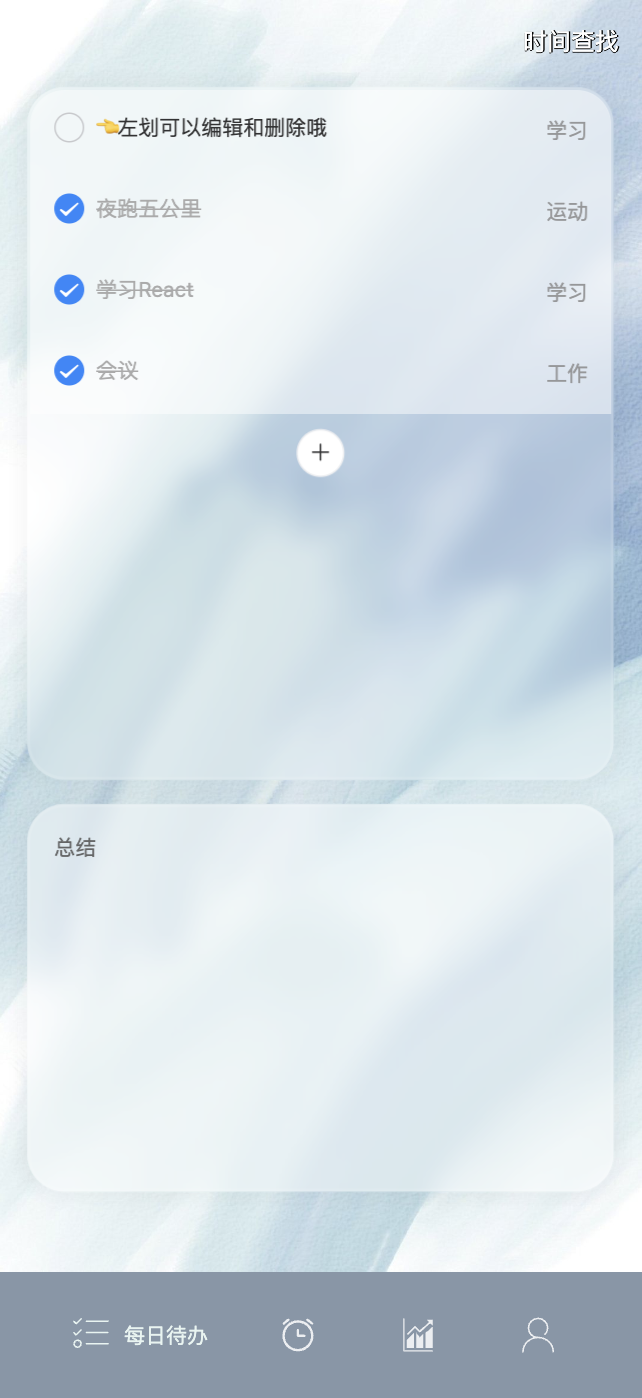 时间查找
👈左划可以编辑和删除哦 学习
夜跑五公里 运动
学习React 学习
会议 工作
总结
每日待办